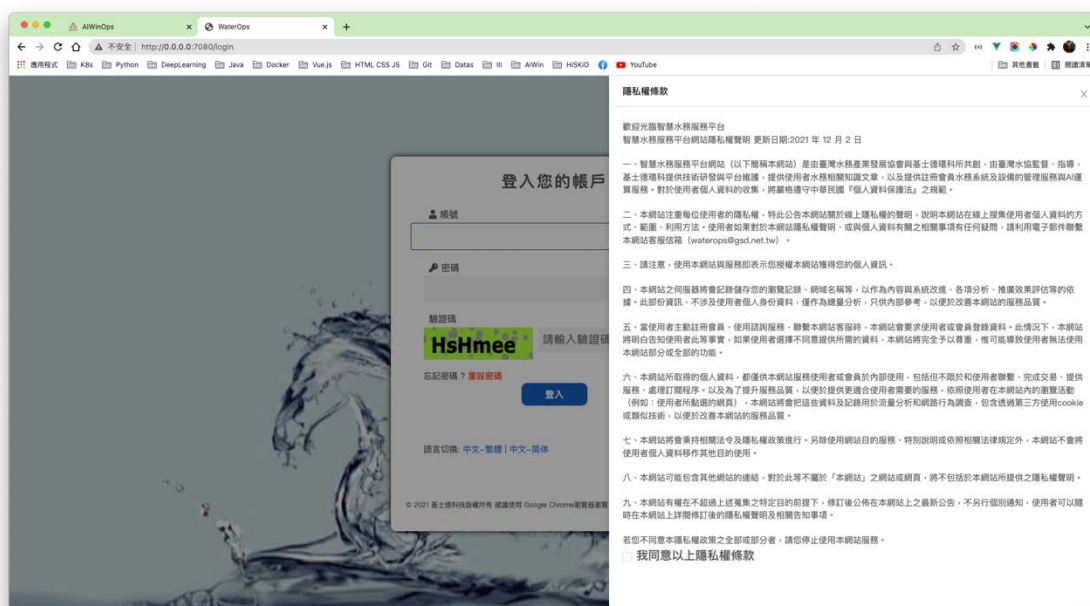 AIWinOps
WaterOps
不安全 | http://0.0.0.0:7080/login
應用程式 K8s Python DeepLearning Java Docker Vue.js HTML CSS JS Git Datas III AiWin HiSKIO YouTube 其他書籤 閱讀清單
登入您的帳戶
帳號
密碼
驗證碼
HsHmee 請輸入驗證碼
忘記密碼？重設密碼
登入
語言切換: 中文-繁體 | 中文-简体
© 2021 基士德科技版權所有 建議使用 Google Chrome瀏覽器瀏覽
隱私權條款
歡迎光臨智慧水務服務平台
智慧水務服務平台網站隱私權聲明 更新日期:2021 年 12 月 2 日
一、智慧水務服務平台網站（以下簡稱本網站）是由臺灣水務產業發展協會與基士德環科所共創，由臺灣水協監督、指導，
基士德環科提供技術研發與平台維護，提供使用者水務相關知識文章，以及提供註冊會員水務系統及設備的管理服務與AI運
算服務。對於使用者個人資料的收集，將嚴格遵守中華民國『個人資料保護法』之規範。
二、本網站注重每位使用者的隱私權，特此公告本網站關於線上隱私權的聲明，說明本網站在線上搜集使用者個人資料的方
式、範圍、利用方法。使用者如果對於本網站隱私權聲明、或與個人資料有關之相關事項有任何疑問，請利用電子郵件聯繫
本網站客服信箱（waterops@gsd.net.tw）。
三、請注意，使用本網站與服務即表示您授權本網站獲得您的個人資訊。
四、本網站之伺服器將會記錄儲存您的瀏覽記錄、網域名稱等，以作為內容與系統改進、各項分析、推廣效果評估等的依
據。此部份資訊，不涉及使用者個人身份資料，僅作為總量分析，只供內部參考，以便於改善本網站的服務品質。
五、當使用者主動註冊會員、使用諮詢服務、聯繫本網站客服時，本網站會要求使用者或會員登錄資料。此情況下，本網站
將明白告知使用者此等事實，如果使用者選擇不同意提供所需的資料，本網站將完全予以尊重，惟可能導致使用者無法使用
本網站部分或全部的功能。
六、本網站所取得的個人資料，都僅供本網站服務使用者或會員於內部使用，包括但不限於和使用者聯繫、完成交易、提供
服務、處理訂閱程序。以及為了提升服務品質、以便於提供更適合使用者需要的服務，依照使用者在本網站內的瀏覽活動
（例如：使用者所點選的網頁），本網站將會把這些資料及記錄用於流量分析和網路行為調查，包含透過第三方使用cookie
或類似技術，以便於改善本網站的服務品質。
七、本網站將會秉持相關法令及隱私權政策進行。另除使用網站目的服務、特別說明或依照相關法律規定外，本網站不會將
使用者個人資料移作其他目的使用。
八、本網站可能包含其他網站的連結，對於此等不屬於「本網站」之網站或網頁，將不包括於本網站所提供之隱私權聲明。
九、本網站有權在不超過上述蒐集之特定目的前提下，修訂後公佈在本網站上之最新公告，不另行個別通知，使用者可以隨
時在本網站上詳閱修訂後的隱私權聲明及相關告知事項。
若您不同意本隱私權政策之全部或部分者，請您停止使用本網站服務。
我同意以上隱私權條款